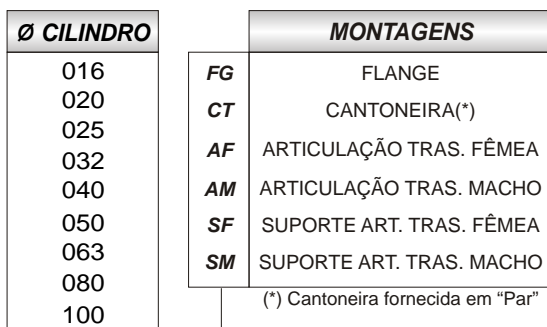 Ø CILINDRO
016
020
025
032
040
050
063
080
100
MONTAGENS
FG FLANGE
CT CANTONEIRA(*)
AF ARTICULAÇÃO TRAS. FÊMEA
AM ARTICULAÇÃO TRAS. MACHO
SF SUPORTE ART. TRAS. FÊMEA
SM SUPORTE ART. TRAS. MACHO
(*) Cantoneira fornecida em “Par”